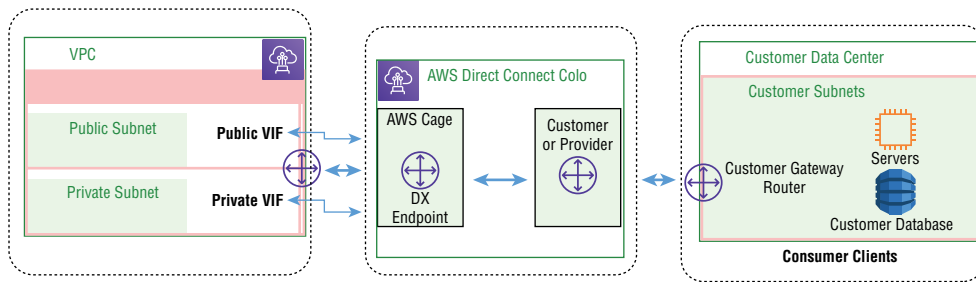 VPC
Public Subnet
Public VIF
Private Subnet
Private VIF
AWS Direct Connect Colo
AWS Cage
DX
Endpoint
Customer
or Provider
Customer Data Center
Customer Subnets
Servers
Customer Gateway
Router
Customer Database
Consumer Clients